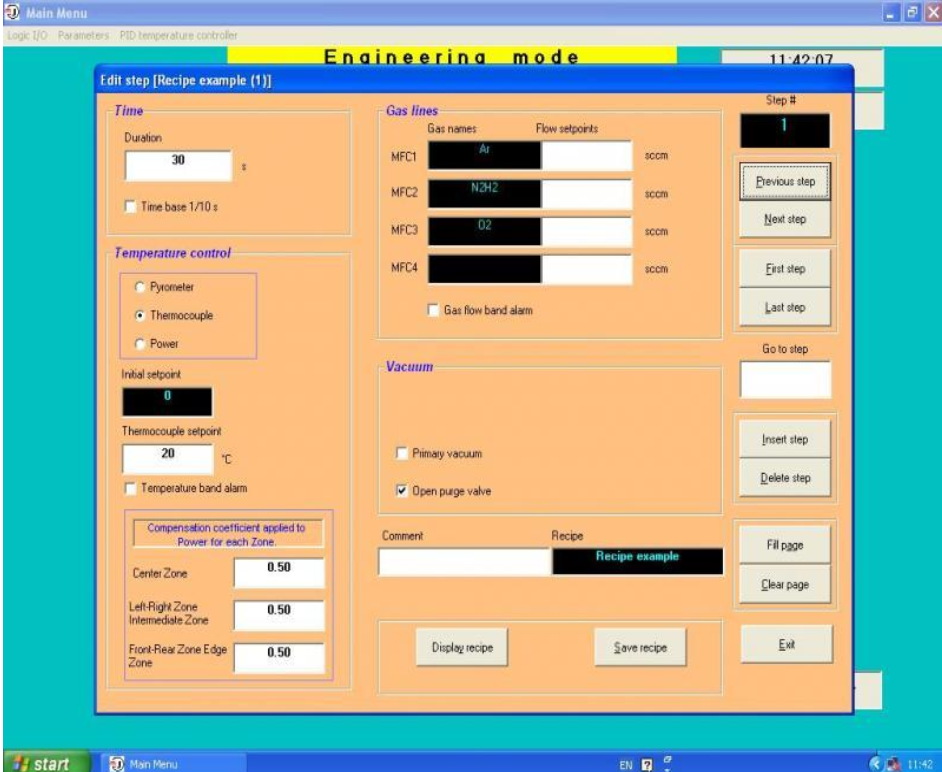 Main Menu
Logic I/O Parameters PID temperature controller
Engineering mode
11:42:07
Edit step [Recipe example (1)]
Time
Duration
30 s
Time base 1/10 s
Temperature control
Pyrometer
Thermocouple
Power
Initial setpoint
0
Thermocouple setpoint
20 °C
Temperature band alarm
Compensation coefficient applied to
Power for each Zone.
Center Zone 0.50
Left-Right Zone
Intermediate Zone 0.50
Front-Rear Zone Edge
Zone 0.50
Gas lines
Gas names Flow setpoints
MFC1 Ar sccm
MFC2 N2H2 sccm
MFC3 O2 sccm
MFC4 sccm
Gas flow band alarm
Vacuum
Primary vacuum
Open purge valve
Comment Recipe
Recipe example
Display recipe Save recipe
Step #
1
Previous step
Next step
First step
Last step
Go to step
Insert step
Delete step
Fill page
Clear page
Exit
start Main Menu EN 11:42